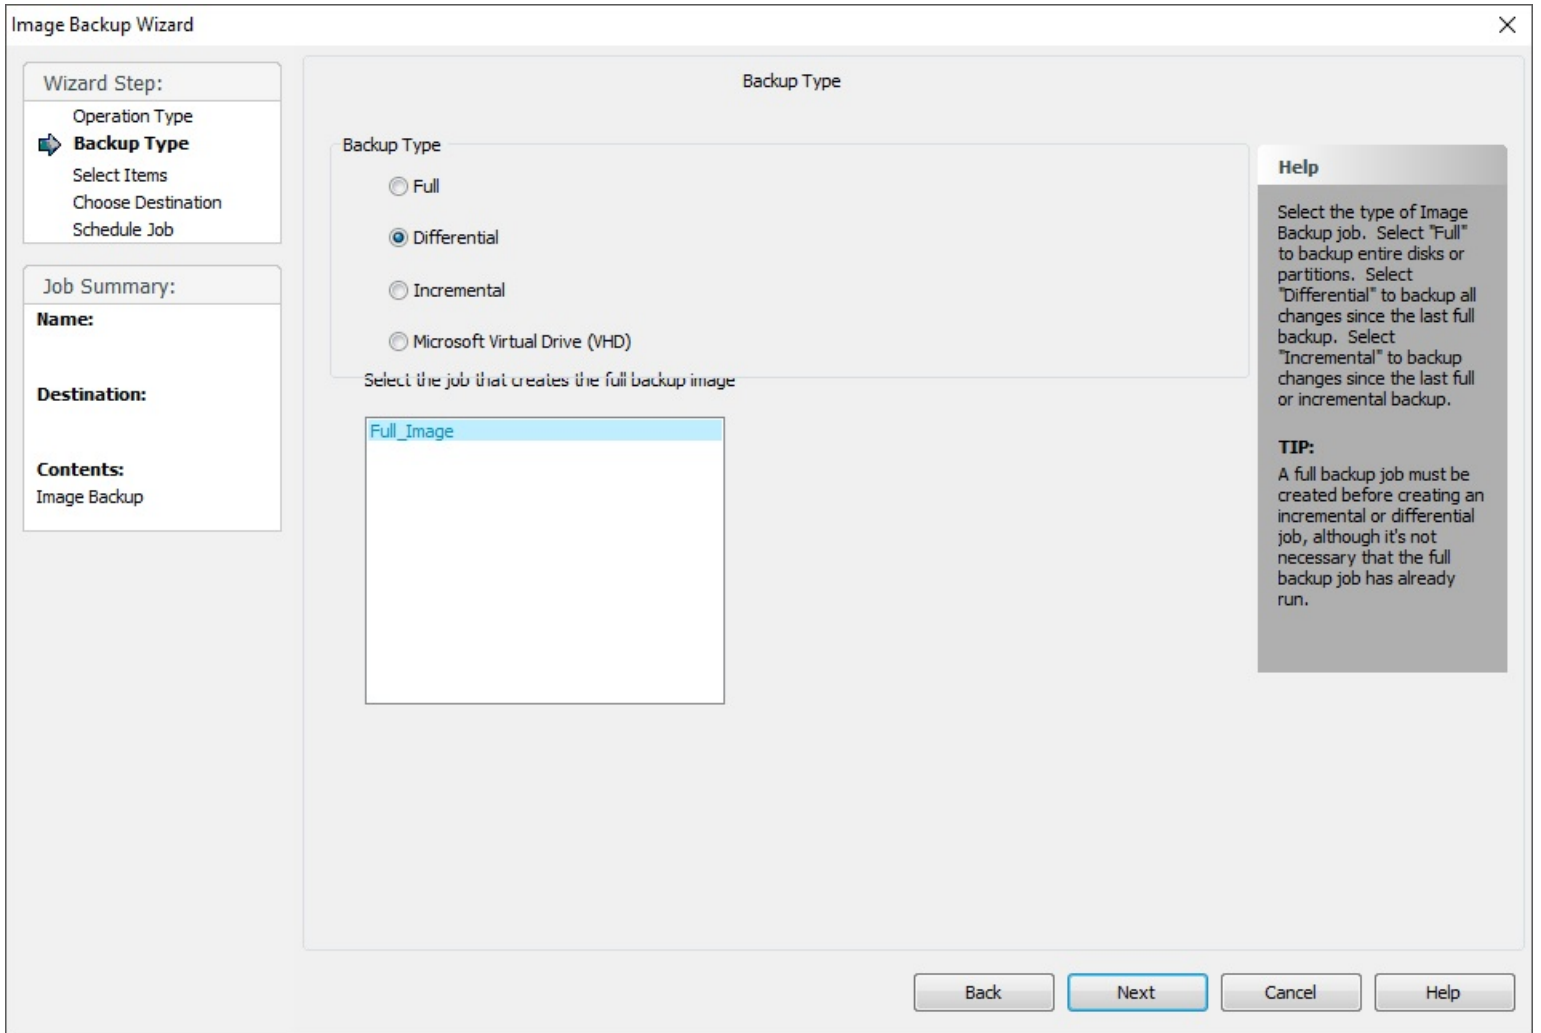 Image Backup Wizard
Wizard Step:
Operation Type
Backup Type
Select Items
Choose Destination
Schedule Job
Job Summary:
Name:
Destination:
Contents:
Image Backup
Backup Type
Backup Type
Full
Differential
Incremental
Microsoft Virtual Drive (VHD)
Select the job that creates the full backup image
Full_Image
Help
Select the type of Image
Backup job.  Select "Full"
to backup entire disks or
partitions.  Select
"Differential" to backup all
changes since the last full
backup.  Select
"Incremental" to backup
changes since the last full
or incremental backup.
TIP:
A full backup job must be
created before creating an
incremental or differential
job, although it's not
necessary that the full
backup job has already
run.
Back
Next
Cancel
Help